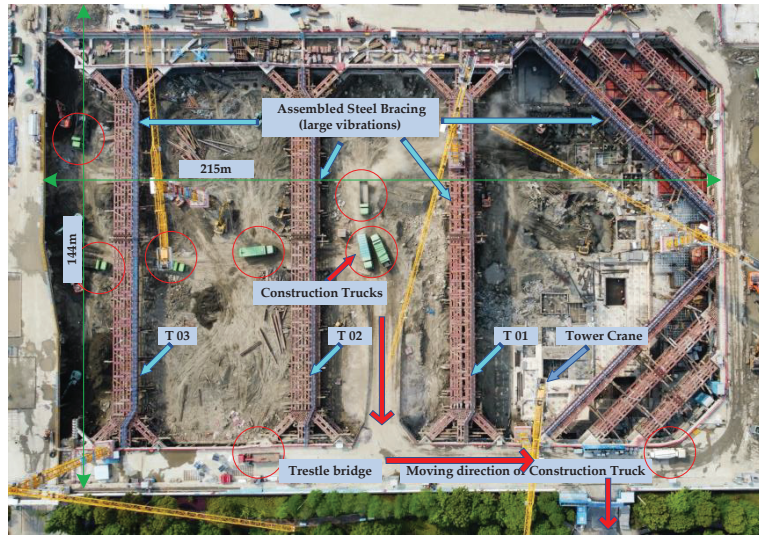 Assembled Steel Bracing
(large vibrations)
215m
144m
Construction Trucks
T 03
T 02
T 01
Tower Crane
Trestle bridge
Moving direction of Construction Truck